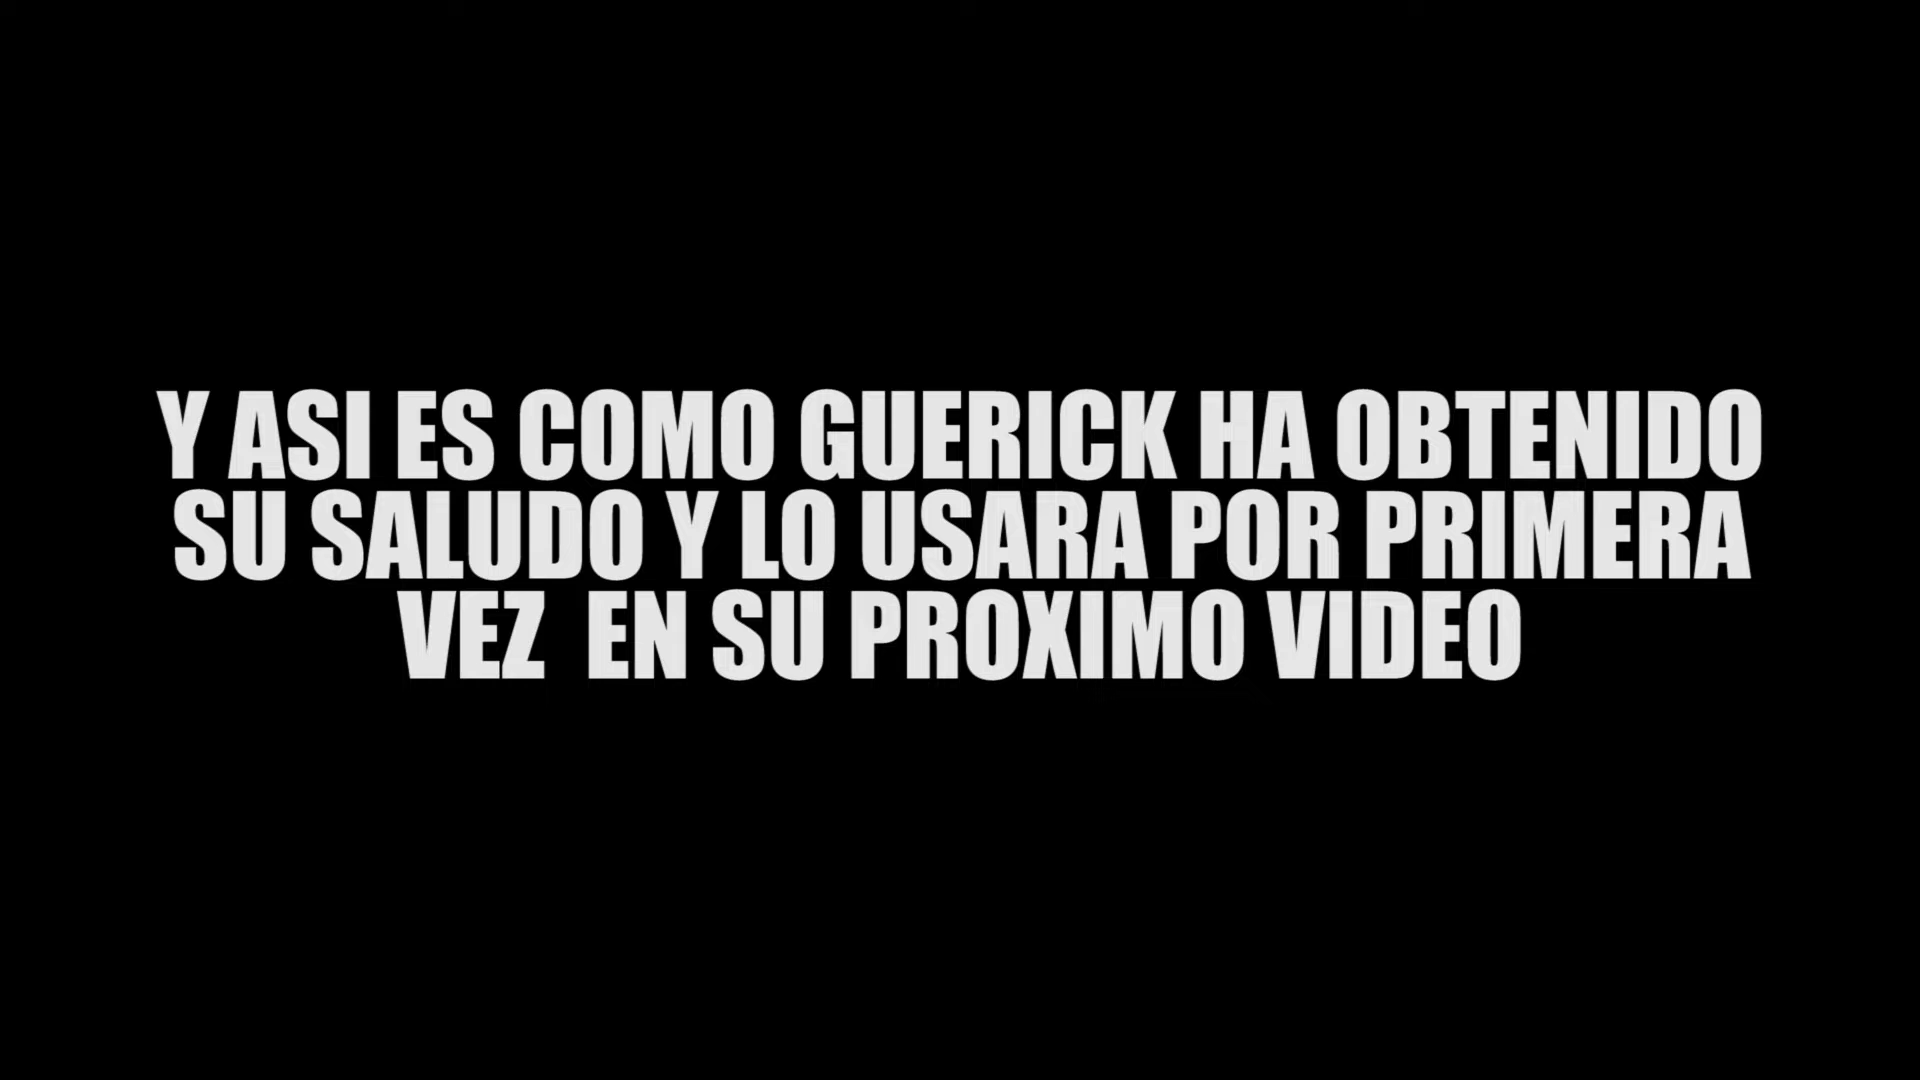 Y ASI ES COMO GUERICK HA OBTENIDO
SU SALUDO Y LO USARA POR PRIMERA
VEZ  EN SU PROXIMO VIDEO